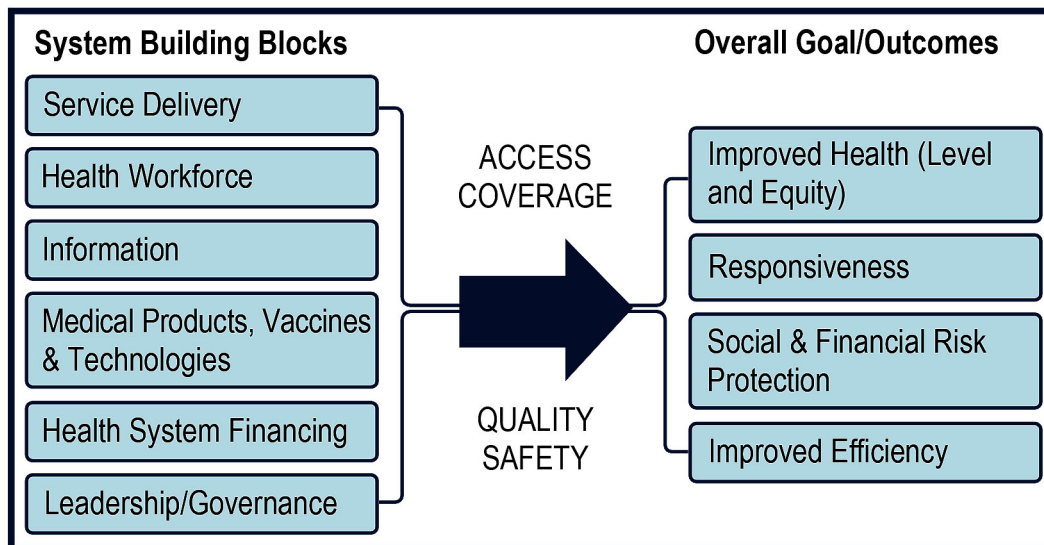 System Building Blocks
Service Delivery
Health Workforce
Information
Medical Products, Vaccines
& Technologies
Health System Financing
Leadership/Governance
ACCESS
COVERAGE
QUALITY
SAFETY
Overall Goal/Outcomes
Improved Health (Level
and Equity)
Responsiveness
Social & Financial Risk
Protection
Improved Efficiency